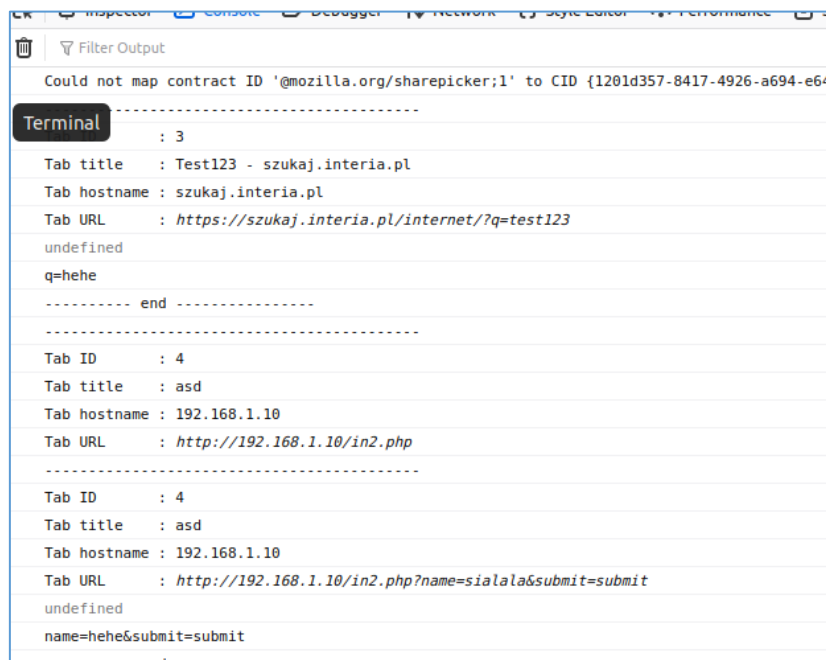 Inspector Console Debugger Network {} Style Editor Performance
Filter Output
Could not map contract ID '@mozilla.org/sharepicker;1' to CID {1201d357-8417-4926-a694-e64
-------------------------------------------
Terminal
Tab ID : 3
Tab title : Test123 - szukaj.interia.pl
Tab hostname : szukaj.interia.pl
Tab URL : https://szukaj.interia.pl/internet/?q=test123
undefined
q=hehe
---------- end ----------------
-------------------------------------------
Tab ID : 4
Tab title : asd
Tab hostname : 192.168.1.10
Tab URL : http://192.168.1.10/in2.php
-------------------------------------------
Tab ID : 4
Tab title : asd
Tab hostname : 192.168.1.10
Tab URL : http://192.168.1.10/in2.php?name=sialala&submit=submit
undefined
name=hehe&submit=submit